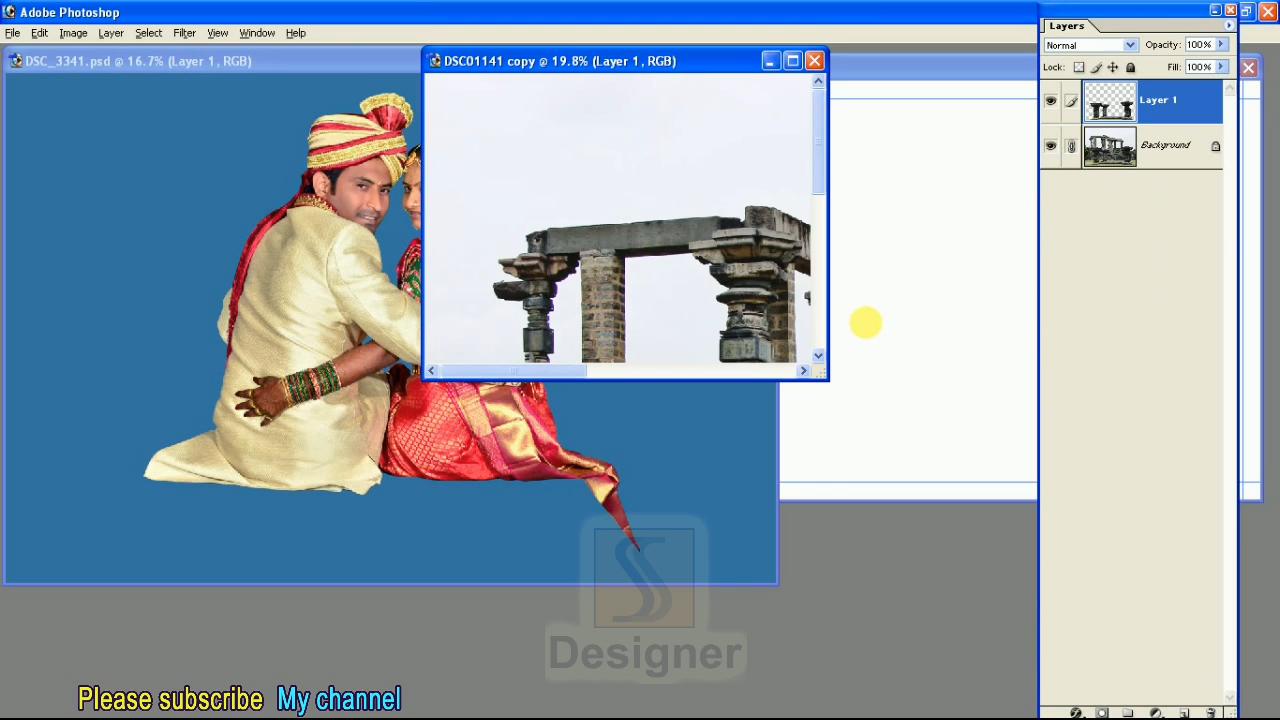 Adobe Photoshop
File Edit Image Layer Select Filter View Window Help
DSC_3341.psd @ 16.7% (Layer 1, RGB)
DSC01141 copy @ 19.8% (Layer 1, RGB)
Layers
Normal Opacity: 100%
Lock: Fill: 100%
Layer 1
Background
S
Designer
Please subscribe My channel